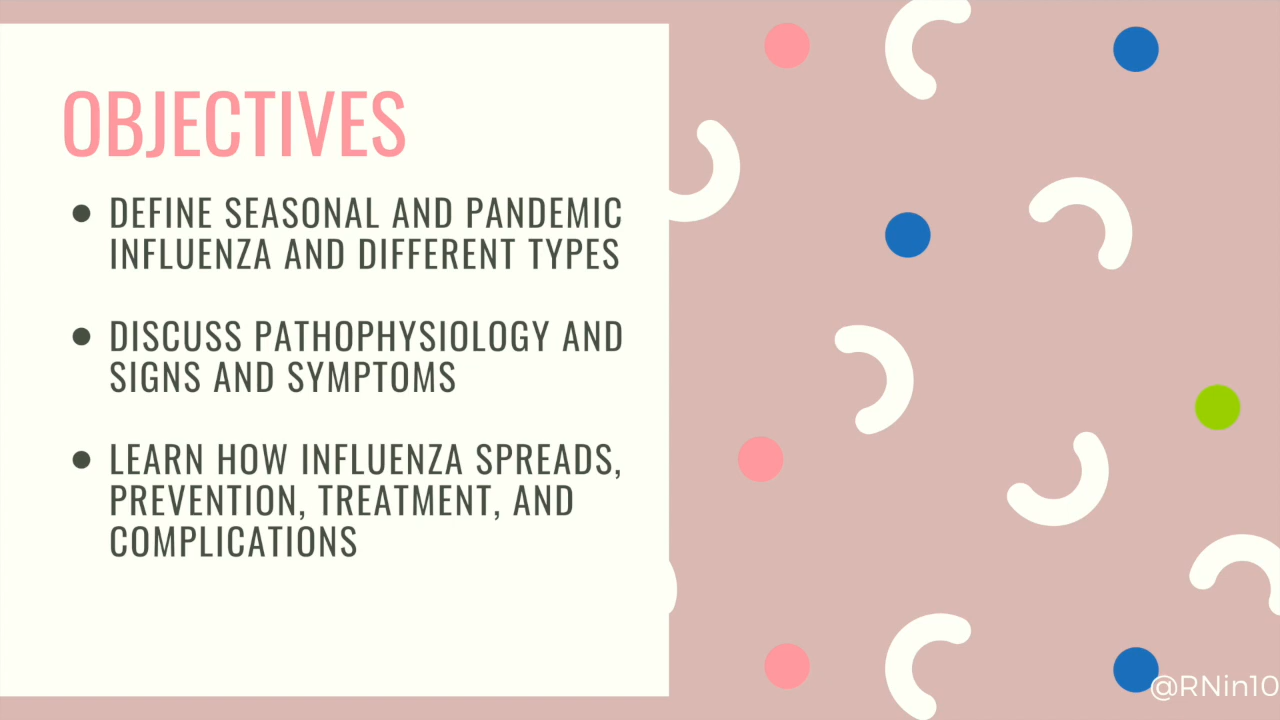 OBJECTIVES
● DEFINE SEASONAL AND PANDEMIC
INFLUENZA AND DIFFERENT TYPES
● DISCUSS PATHOPHYSIOLOGY AND
SIGNS AND SYMPTOMS
● LEARN HOW INFLUENZA SPREADS,
PREVENTION, TREATMENT, AND
COMPLICATIONS
@RNin10